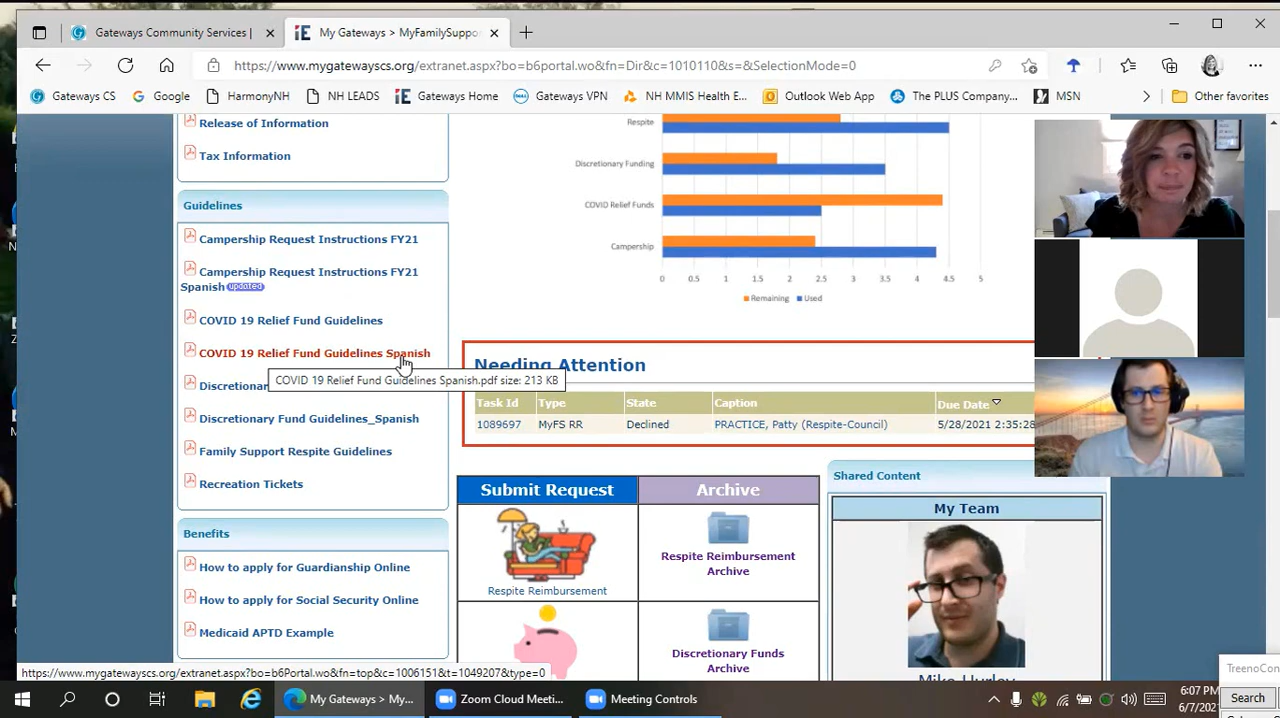 Gateways Community Services |
My Gateways > MyFamilySuppo
https://www.mygatewayscs.org/extranet.aspx?bo=b6portal.wo&fn=Dir&c=1010110&s=&SelectionMode=0
Gateways CS
Google
HarmonyNH
NH LEADS
Gateways Home
Gateways VPN
NH MMIS Health E...
Outlook Web App
The PLUS Company...
MSN
Other favorites
Release of Information
Tax Information
Guidelines
Campership Request Instructions FY21
Campership Request Instructions FY21
Spanish updated
COVID 19 Relief Fund Guidelines
COVID 19 Relief Fund Guidelines Spanish
COVID 19 Relief Fund Guidelines Spanish.pdf size: 213 KB
Discretionar
Discretionary Fund Guidelines_Spanish
Family Support Respite Guidelines
Recreation Tickets
Benefits
How to apply for Guardianship Online
How to apply for Social Security Online
Medicaid APTD Example
Respite
Discretionary Funding
COVID Relief Funds
Campership
0 0.5 1 1.5 2 2.5 3 3.5 4 4.5 5
Remaining Used
Needing Attention
Task Id Type State Caption Due Date
1089697 MyFS RR Declined PRACTICE, Patty (Respite-Council) 5/28/2021 2:35:28
Submit Request
Archive
Respite Reimbursement
Respite Reimbursement
Archive
Discretionary Funds
Archive
Shared Content
My Team
Mike Hurley
https://www.mygatewayscs.org/extranet.aspx?bo=b6Portal.wo&fn=top&c=1006151&t=1049207&type=0
TreenoCon
Search
My Gateways > My...
Zoom Cloud Meeti...
Meeting Controls
6:07 PM
6/7/202